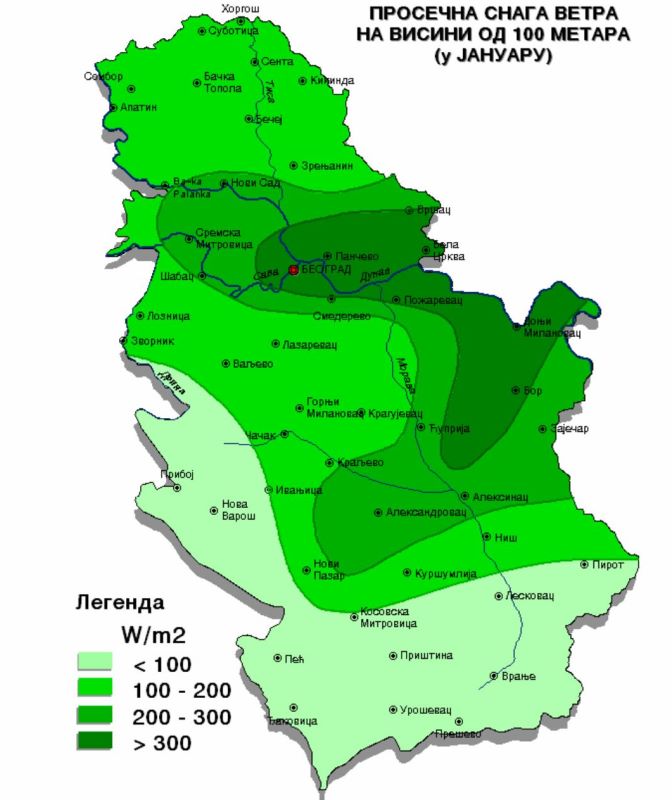 ПРОСЕЧНА СНАГА ВЕТРА
НА ВИСИНИ ОД 100 МЕТАРА
(у ЈАНУАРУ)
Хоргош
Суботица
Сента
Сомбор
Бачка
Топола
Кикинда
Тиса
Апатин
Бечеј
Зрењанин
Нови Сад
Palanka
Вршац
Сремска
Митровица
Бела
Црква
Панчево
Сава
БЕОГРАД
Дунав
Шабац
Пожаревац
Смедерево
Лозница
Доњи
Милановац
Зворник
Лазаревац
Ваљево
Дрина
Морава
Бор
Горњи
Милановац
Крагујевац
Чачак
Ћуприја
Зајечар
Краљево
Прибој
Ивањица
Алексинац
Нова
Варош
Александровац
Ниш
Нови
Пазар
Куршумлија
Пирот
Лесковац
Косовска
Митровица
Пећ
Приштина
Врање
Ђаковица
Урошевац
Прешево
Легенда
W/m2
< 100
100 - 200
200 - 300
> 300